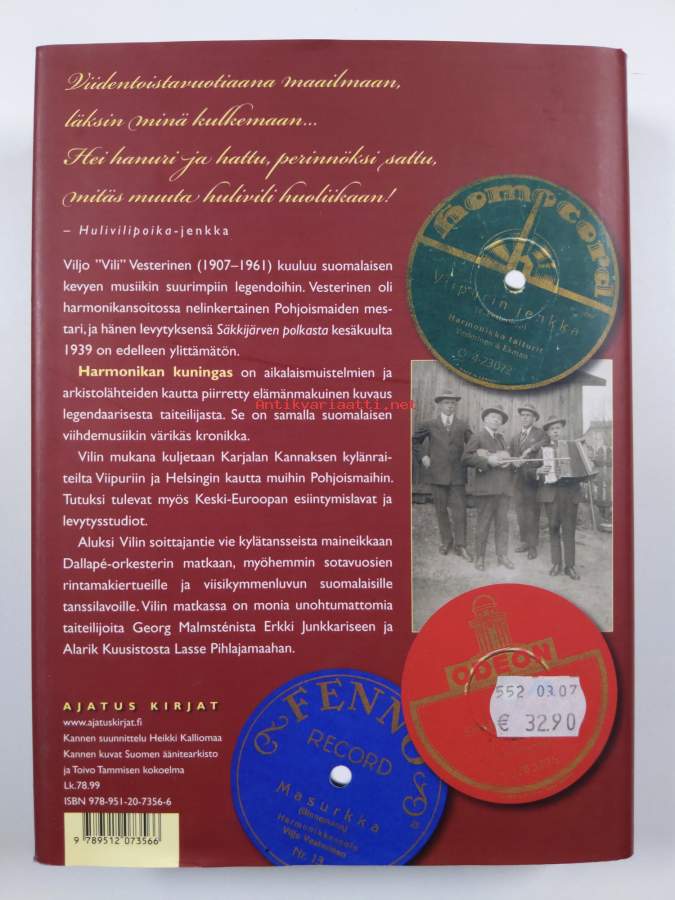 Viidentoistavuotiaana maailmaan,
läksin minä kulkemaan...
Hei hanuri ja hattu, perinnöksi sattu,
mitäs muuta hulivili huoliikaan!
– Hulivilipoika-jenkka
Viljo ”Vili” Vesterinen (1907–1961) kuuluu suomalaisen
kevyen musiikin suurimpiin legendoihin. Vesterinen oli
harmonikansoitossa nelinkertainen Pohjoismaiden mes-
tari, ja hänen levytyksensä Säkkijärven polkasta kesäkuulta
1939 on edelleen ylittämätön.
Harmonikan kuningas on aikalaismuistelmien ja
arkistolähteiden kautta piirretty elämänmakuinen kuvaus
legendaarisesta taiteilijasta. Se on samalla suomalaisen
viihdemusiikin värikäs kronikka.
Vilin mukana kuljetaan Karjalan Kannaksen kylänrai-
teilta Viipuriin ja Helsingin kautta muihin Pohjoismaihin.
Tutuksi tulevat myös Keski-Euroopan esiintymislavat ja
levytysstudiot.
Aluksi Vilin soittajantie vie kylätansseista maineikkaan
Dallapé-orkesterin matkaan, myöhemmin sotavuosien
rintamakiertueille ja viisikymmenluvun suomalaisille
tanssilavoille. Vilin matkassa on monia unohtumattomia
taiteilijoita Georg Malmsténista Erkki Junkkariseen ja
Alarik Kuusistosta Lasse Pihlajamaahan.
AJATUS KIRJAT
www.ajatuskirjat.fi
Kannen suunnittelu Heikki Kalliomaa
Kannen kuvat Suomen äänitearkisto
ja Toivo Tammisen kokoelma
Lk.78.99
ISBN 978-951-20-7356-6
9 789512 073566
Homocord
Viipurin jenkka
Harmonikka taiturit
Vesterinen & Ekman
O 4-23072
Antikvariaatti.net
ODEON
552 03.07
€ 32.90
FENNO
RECORD
Masurkka
Harmonikkasoolo
Viljo Vesterinen
Nr. 13